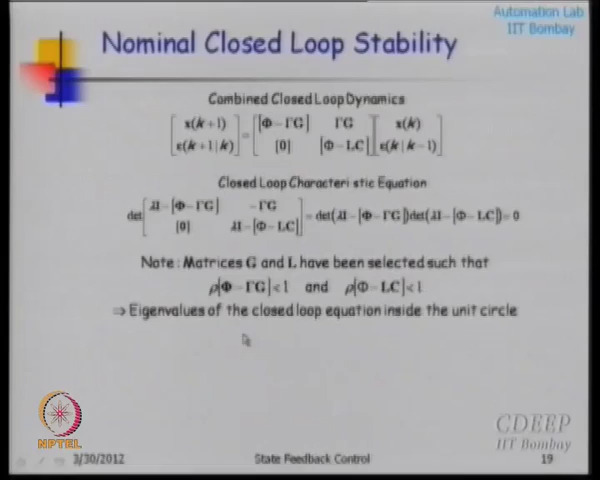 Automation Lab
IIT Bombay
Nominal Closed Loop Stability
Combined Closed Loop Dynamics
[x(k+1) ; ε(k+1|k)] = [[Φ−ΓG] ΓG ; [0] [Φ−LC]] [x(k) ; ε(k|k−1)]
Closed Loop Characteristic Equation
det [λI−[Φ−ΓG] −ΓG ; [0] λI−[Φ−LC]] = det(λI−[Φ−ΓG])det(λI−[Φ−LC])=0
Note: Matrices G and L have been selected such that
ρ[Φ−ΓG]<1 and ρ[Φ−LC]<1
⇒ Eigenvalues of the closed loop equation inside the unit circle
NPTEL
CDEEP
IIT Bombay
3/30/2012
State Feedback Control
19